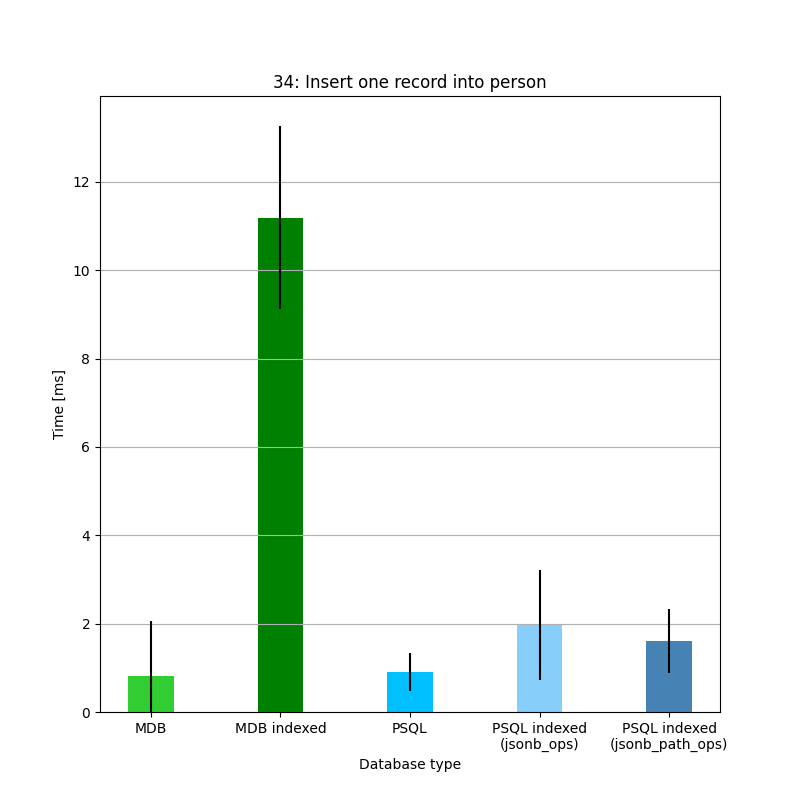 34: Insert one record into person
Time [ms]
12
10
8
6
4
2
0
MDB
MDB indexed
PSQL
PSQL indexed
(jsonb_ops)
PSQL indexed
(jsonb_path_ops)
Database type